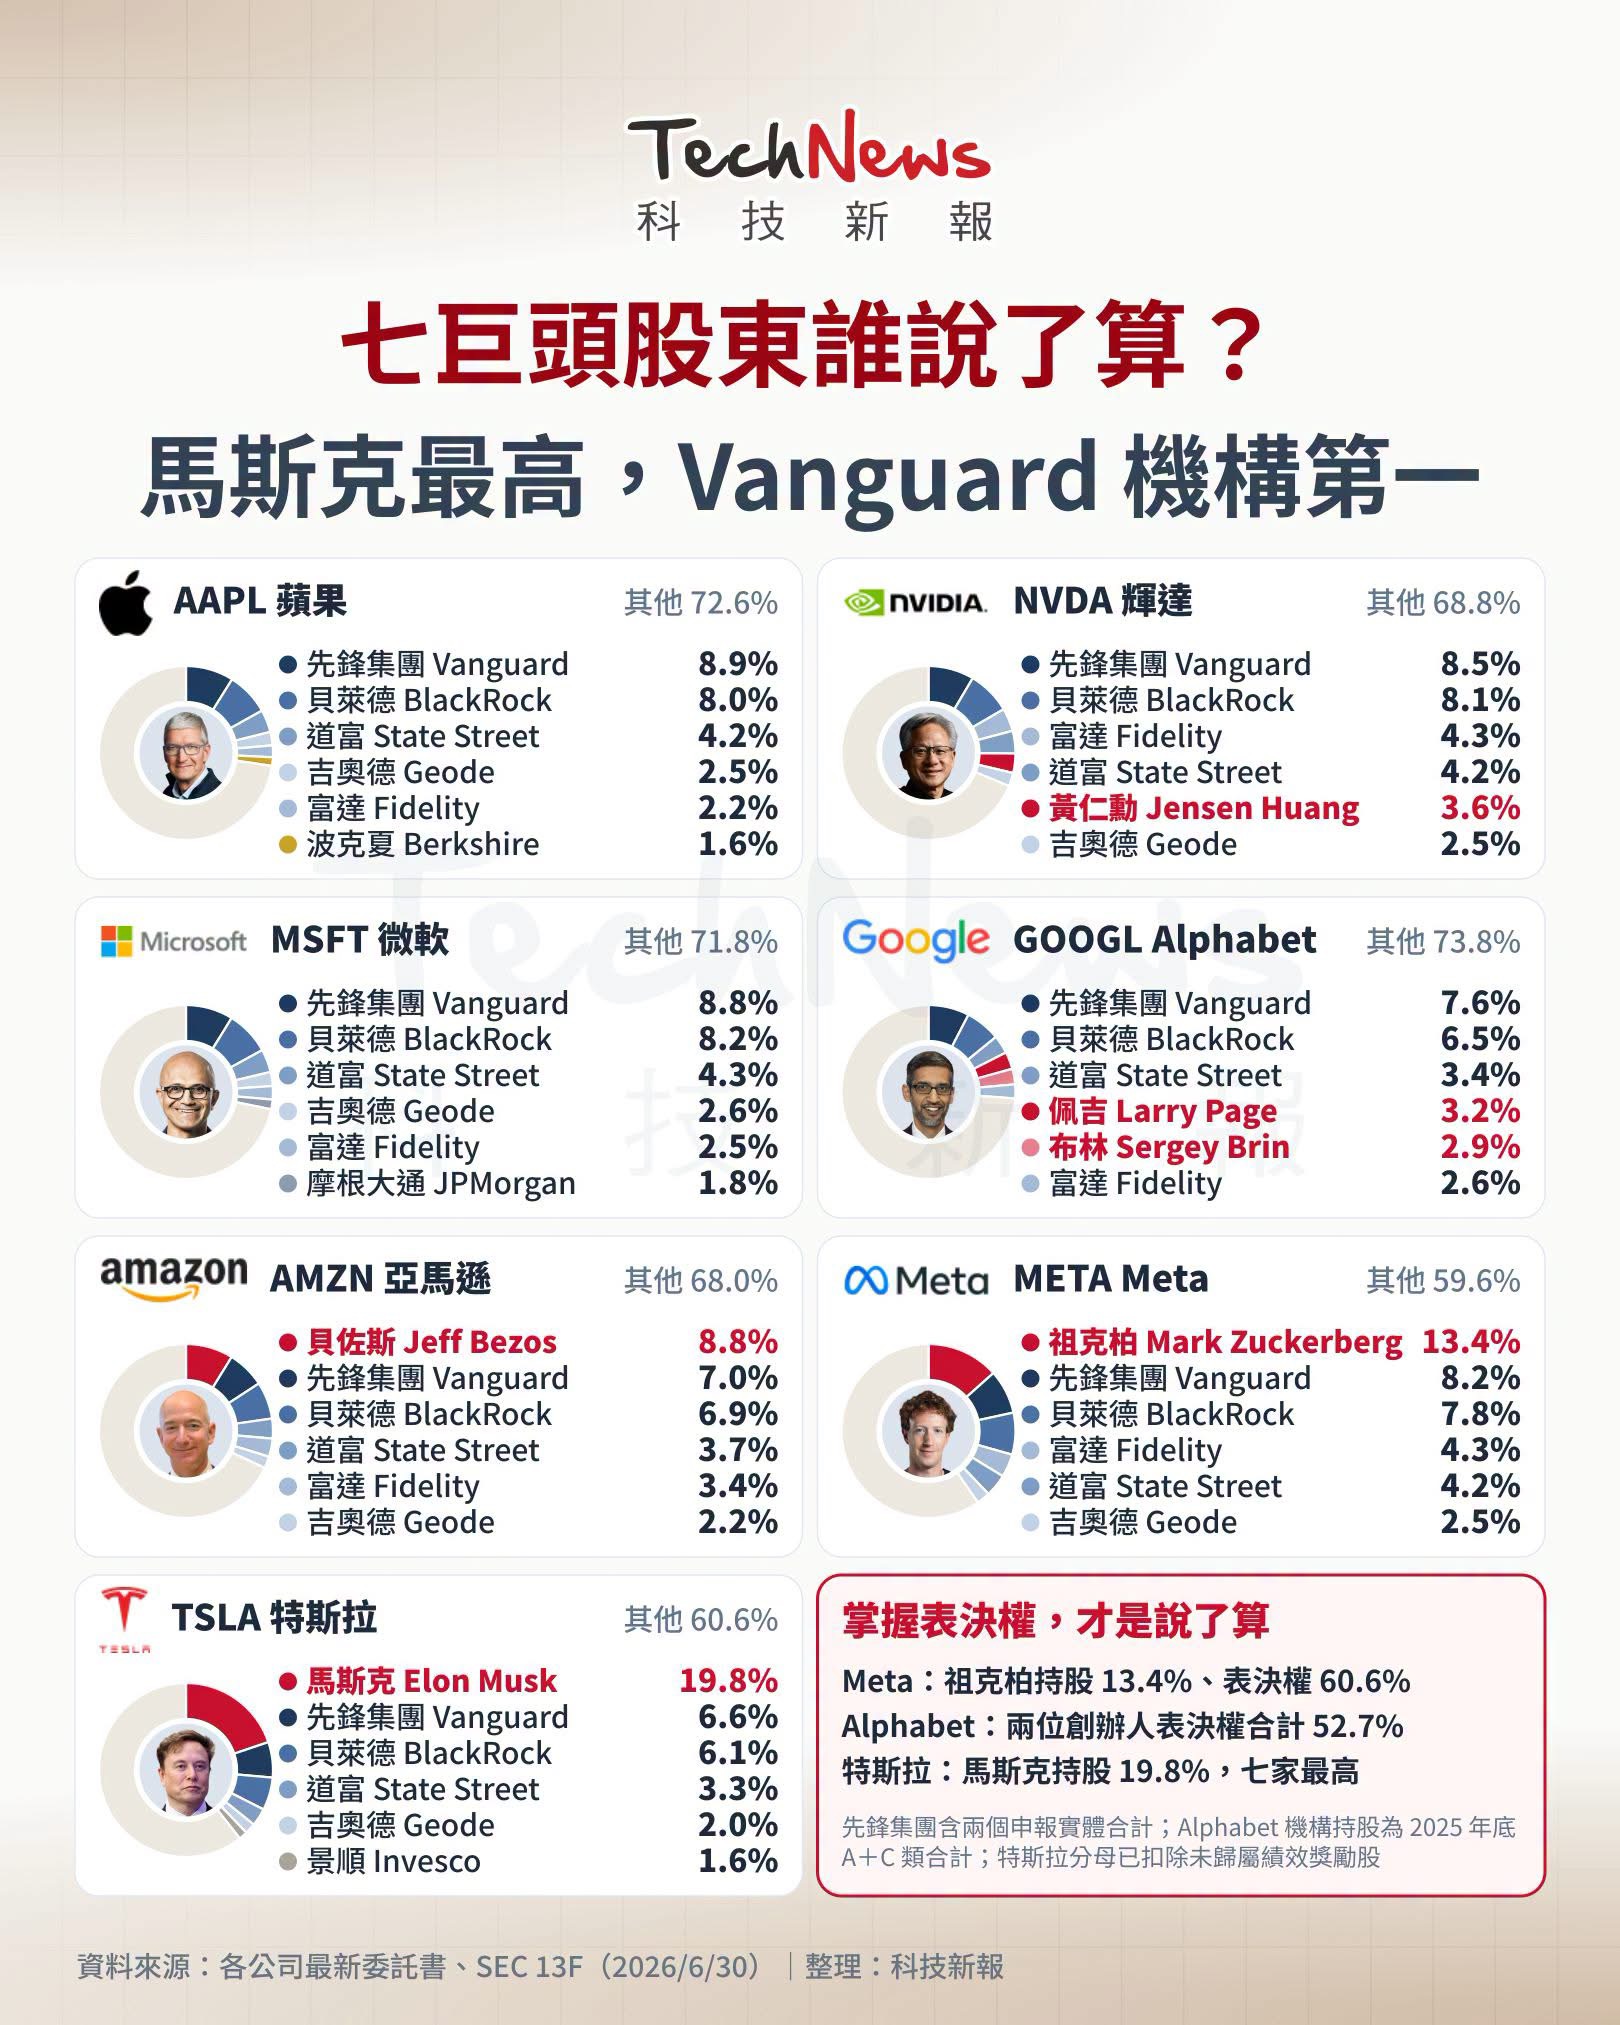 TechNews
科技新報
七巨頭股東誰說了算？
馬斯克最高，Vanguard 機構第一
AAPL 蘋果 其他 72.6%
先鋒集團 Vanguard 8.9%
貝萊德 BlackRock 8.0%
道富 State Street 4.2%
吉奧德 Geode 2.5%
富達 Fidelity 2.2%
波克夏 Berkshire 1.6%
NVIDIA. NVDA 輝達 其他 68.8%
先鋒集團 Vanguard 8.5%
貝萊德 BlackRock 8.1%
富達 Fidelity 4.3%
道富 State Street 4.2%
黃仁勳 Jensen Huang 3.6%
吉奧德 Geode 2.5%
Microsoft MSFT 微軟 其他 71.8%
先鋒集團 Vanguard 8.8%
貝萊德 BlackRock 8.2%
道富 State Street 4.3%
吉奧德 Geode 2.6%
富達 Fidelity 2.5%
摩根大通 JPMorgan 1.8%
Google GOOGL Alphabet 其他 73.8%
先鋒集團 Vanguard 7.6%
貝萊德 BlackRock 6.5%
道富 State Street 3.4%
佩吉 Larry Page 3.2%
布林 Sergey Brin 2.9%
富達 Fidelity 2.6%
amazon AMZN 亞馬遜 其他 68.0%
貝佐斯 Jeff Bezos 8.8%
先鋒集團 Vanguard 7.0%
貝萊德 BlackRock 6.9%
道富 State Street 3.7%
富達 Fidelity 3.4%
吉奧德 Geode 2.2%
Meta META Meta 其他 59.6%
祖克柏 Mark Zuckerberg 13.4%
先鋒集團 Vanguard 8.2%
貝萊德 BlackRock 7.8%
富達 Fidelity 4.3%
道富 State Street 4.2%
吉奧德 Geode 2.5%
TESLA TSLA 特斯拉 其他 60.6%
馬斯克 Elon Musk 19.8%
先鋒集團 Vanguard 6.6%
貝萊德 BlackRock 6.1%
道富 State Street 3.3%
吉奧德 Geode 2.0%
景順 Invesco 1.6%
掌握表決權，才是說了算
Meta：祖克柏持股 13.4%、表決權 60.6%
Alphabet：兩位創辦人表決權合計 52.7%
特斯拉：馬斯克持股 19.8%，七家最高
先鋒集團含兩個申報實體合計；Alphabet 機構持股為 2025 年底
A＋C 類合計；特斯拉分母已扣除未歸屬績效獎勵股
資料來源：各公司最新委託書、SEC 13F（2026/6/30）｜整理：科技新報